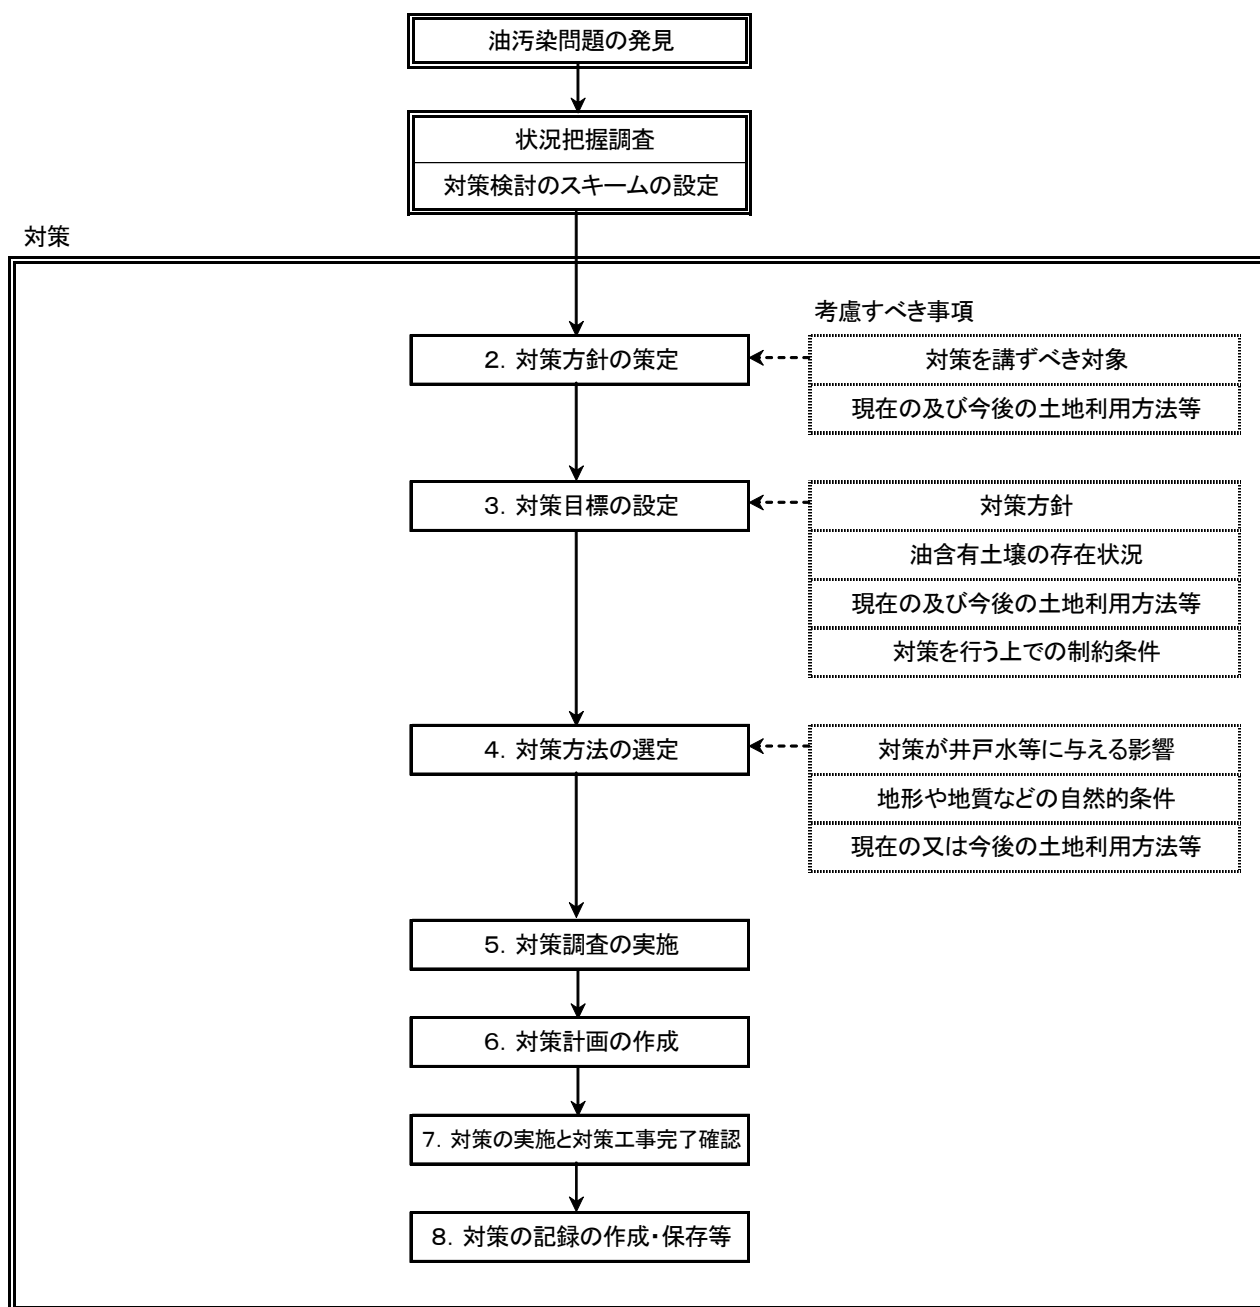 油汚染問題の発見
状況把握調査
対策検討のスキームの設定
対策
考慮すべき事項
2．対策方針の策定
対策を講ずべき対象
現在の及び今後の土地利用方法等
3．対策目標の設定
対策方針
油含有土壌の存在状況
現在の及び今後の土地利用方法等
対策を行う上での制約条件
4．対策方法の選定
対策が井戸水等に与える影響
地形や地質などの自然的条件
現在の又は今後の土地利用方法等
5．対策調査の実施
6．対策計画の作成
7．対策の実施と対策工事完了確認
8．対策の記録の作成・保存等